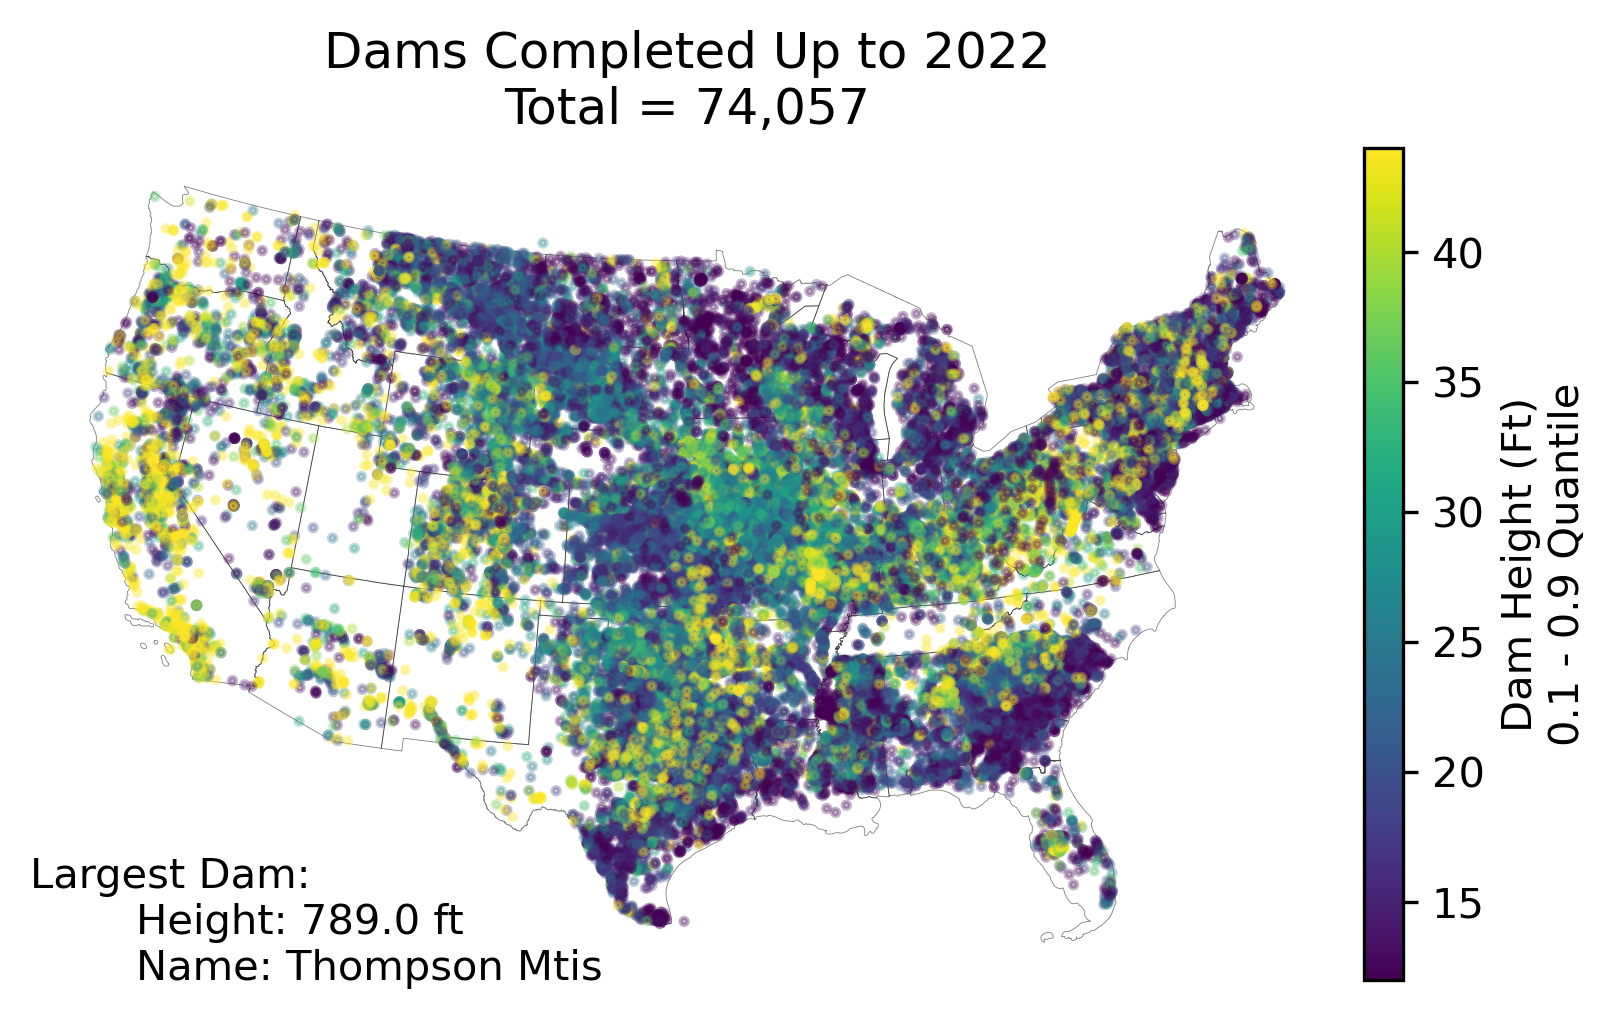 Dams Completed Up to 2022
Total = 74,057
40
35
30
25
20
15
Dam Height (Ft)
0.1 - 0.9 Quantile
Largest Dam:
Height: 789.0 ft
Name: Thompson Mtis